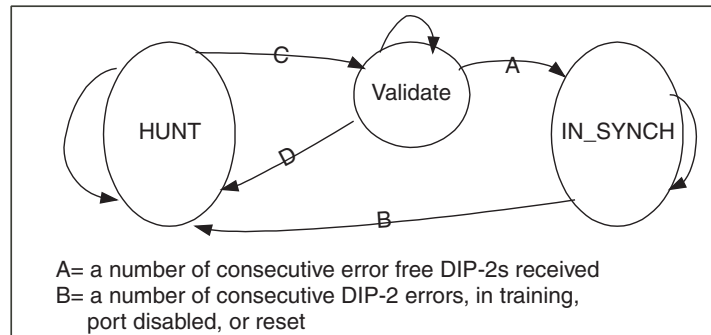 C
Validate
A
HUNT
IN_SYNCH
D
B
A= a number of consecutive error free DIP-2s received
B= a number of consecutive DIP-2 errors, in training,
port disabled, or reset